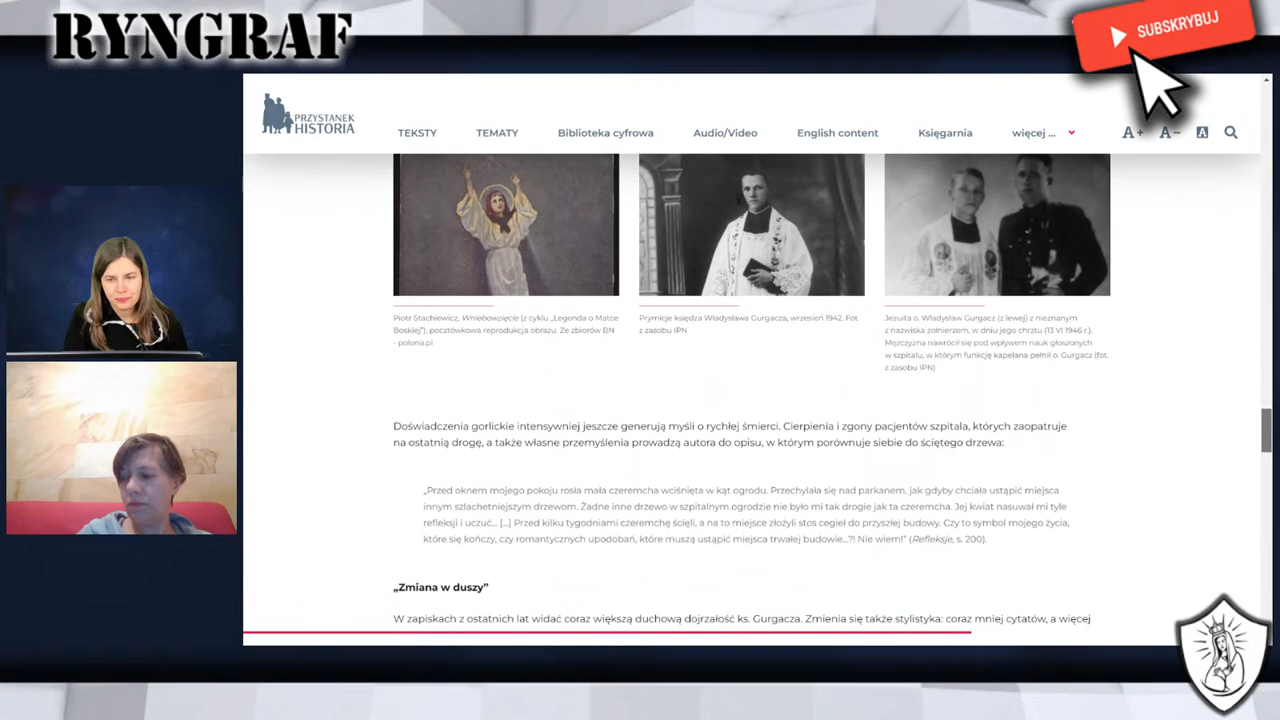 RYNGRAF
SUBSKRYBUJ
PRZYSTANEK
HISTORIA
TEKSTY TEMATY Biblioteka cyfrowa Audio/Video English content Księgarnia więcej ... A+ A- A
Piotr Stachiewicz, Wniebowzięcie (z cyklu „Legenda o Matce
Boskiej”), pocztówkowa reprodukcja obrazu. Ze zbiorów BN
- polona.pl
Prymicje księdza Władysława Gurgacza, wrzesień 1942. Fot.
z zasobu IPN
Jezuita o. Władysław Gurgacz (z lewej) z nieznanym
z nazwiska żołnierzem, w dniu jego chrztu (13 VI 1946 r.).
Mężczyzna nawrócił się pod wpływem nauk głoszonych
w szpitalu, w którym funkcję kapelana pełnił o. Gurgacz (fot.
z zasobu IPN)
Doświadczenia gorlickie intensywniej jeszcze generują myśli o rychłej śmierci. Cierpienia i zgony pacjentów szpitala, których zaopatruje
na ostatnią drogę, a także własne przemyślenia prowadzą autora do opisu, w którym porównuje siebie do ściętego drzewa:
„Przed oknem mojego pokoju rosła mała czeremcha wciśnięta w kąt ogrodu. Przechylała się nad parkanem, jak gdyby chciała ustąpić miejsca
innym szlachetniejszym drzewom. Żadne inne drzewo w szpitalnym ogrodzie nie było mi tak drogie jak ta czeremcha. Jej kwiat nasuwał mi tyle
refleksji i uczuć... [...] Przed kilku tygodniami czeremchę ścięli, a na to miejsce złożyli stos cegieł do przyszłej budowy. Czy to symbol mojego życia,
które się kończy, czy romantycznych upodobań, które muszą ustąpić miejsca trwałej budowie...?! Nie wiem!” (Refleksje, s. 200).
„Zmiana w duszy”
W zapiskach z ostatnich lat widać coraz większą duchową dojrzałość ks. Gurgacza. Zmienia się także stylistyka: coraz mniej cytatów, a więcej